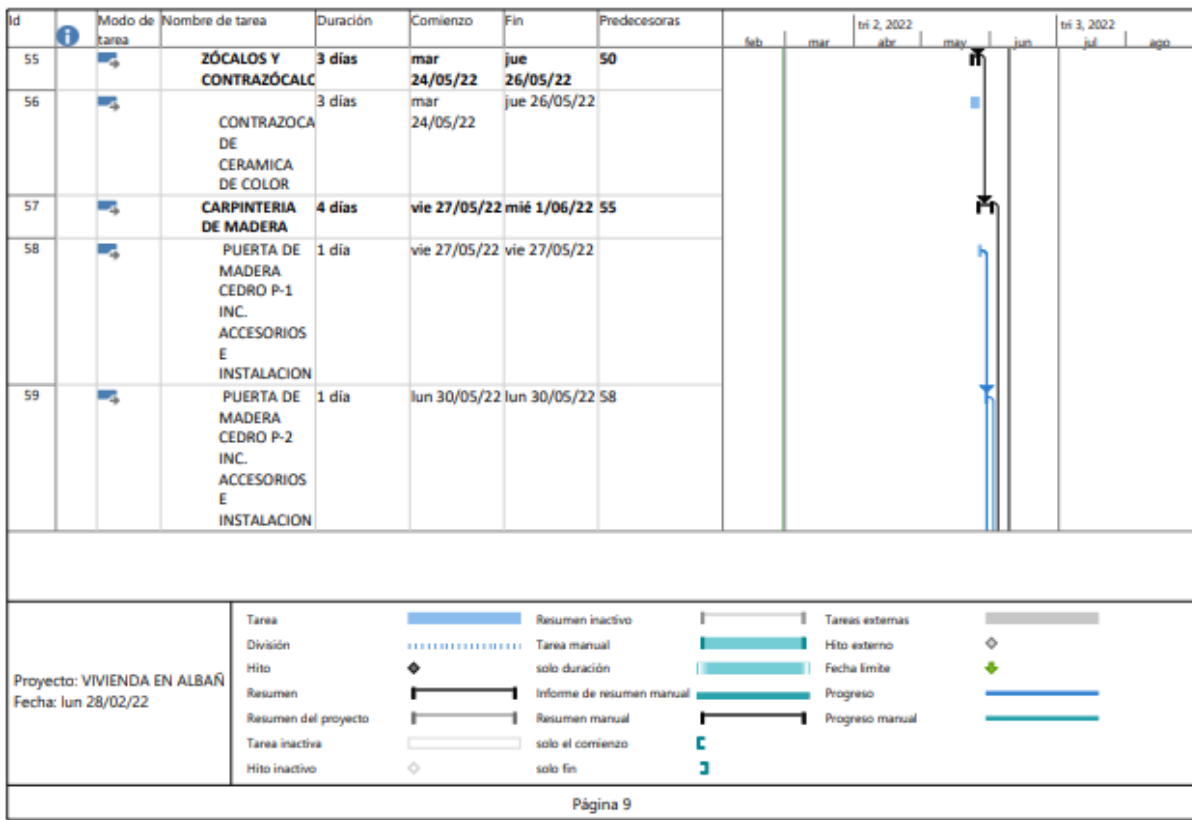 Id Modo de Nombre de tarea Duración Comienzo Fin Predecesoras tri 2, 2022 tri 3, 2022
tarea feb mar abr may jun jul ago
55 ZÓCALOS Y 3 días mar jue 50
CONTRAZÓCALO 24/05/22 26/05/22
56 3 días mar jue 26/05/22
CONTRAZOCA 24/05/22
DE
CERAMICA
DE COLOR
57 CARPINTERIA 4 días vie 27/05/22 mié 1/06/22 55
DE MADERA
58 PUERTA DE 1 día vie 27/05/22 vie 27/05/22
MADERA
CEDRO P-1
INC.
ACCESORIOS
E
INSTALACION
59 PUERTA DE 1 día lun 30/05/22 lun 30/05/22 58
MADERA
CEDRO P-2
INC.
ACCESORIOS
E
INSTALACION
Proyecto: VIVIENDA EN ALBAÑ
Fecha: lun 28/02/22
Tarea Resumen inactivo Tareas externas
División Tarea manual Hito externo
Hito solo duración Fecha límite
Resumen Informe de resumen manual Progreso
Resumen del proyecto Resumen manual Progreso manual
Tarea inactiva solo el comienzo
Hito inactivo solo fin
Página 9